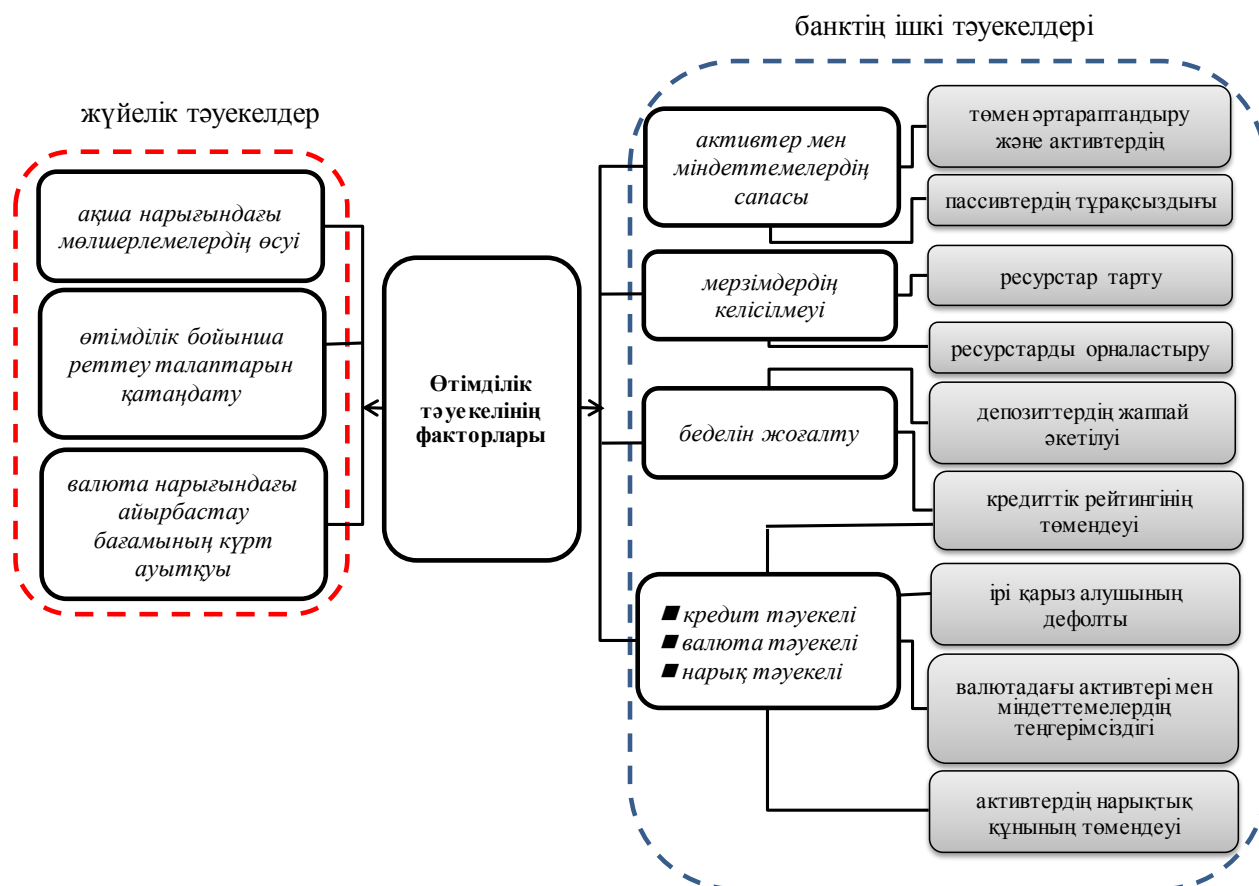 банктің ішкі тәуекелдері
жүйелік тәуекелдер
ақша нарығындағы
мөлшерлемелердің өсуі
өтімділік бойынша
реттеу талаптарын
қатаңдату
валюта нарығындағы
айырбастау
бағамының күрт
ауытқуы
Өтімділік
тәуекелінің
факторлары
активтер мен
міндеттемелердің
сапасы
төмен әртараптандыру
және активтердің
пассивтердің тұрақсыздығы
мерзімдердің
келісілмеуі
ресурстар тарту
ресурстарды орналастыру
беделін жоғалту
депозиттердің жаппай
әкетілуі
кредиттік рейтингінің
төмендеуі
■ кредит тәуекелі
■ валюта тәуекелі
■ нарық тәуекелі
ірі қарыз алушының
дефолты
валютадағы активтері мен
міндеттемелердің
теңгерімсіздігі
активтердің нарықтық
құнының төмендеуі